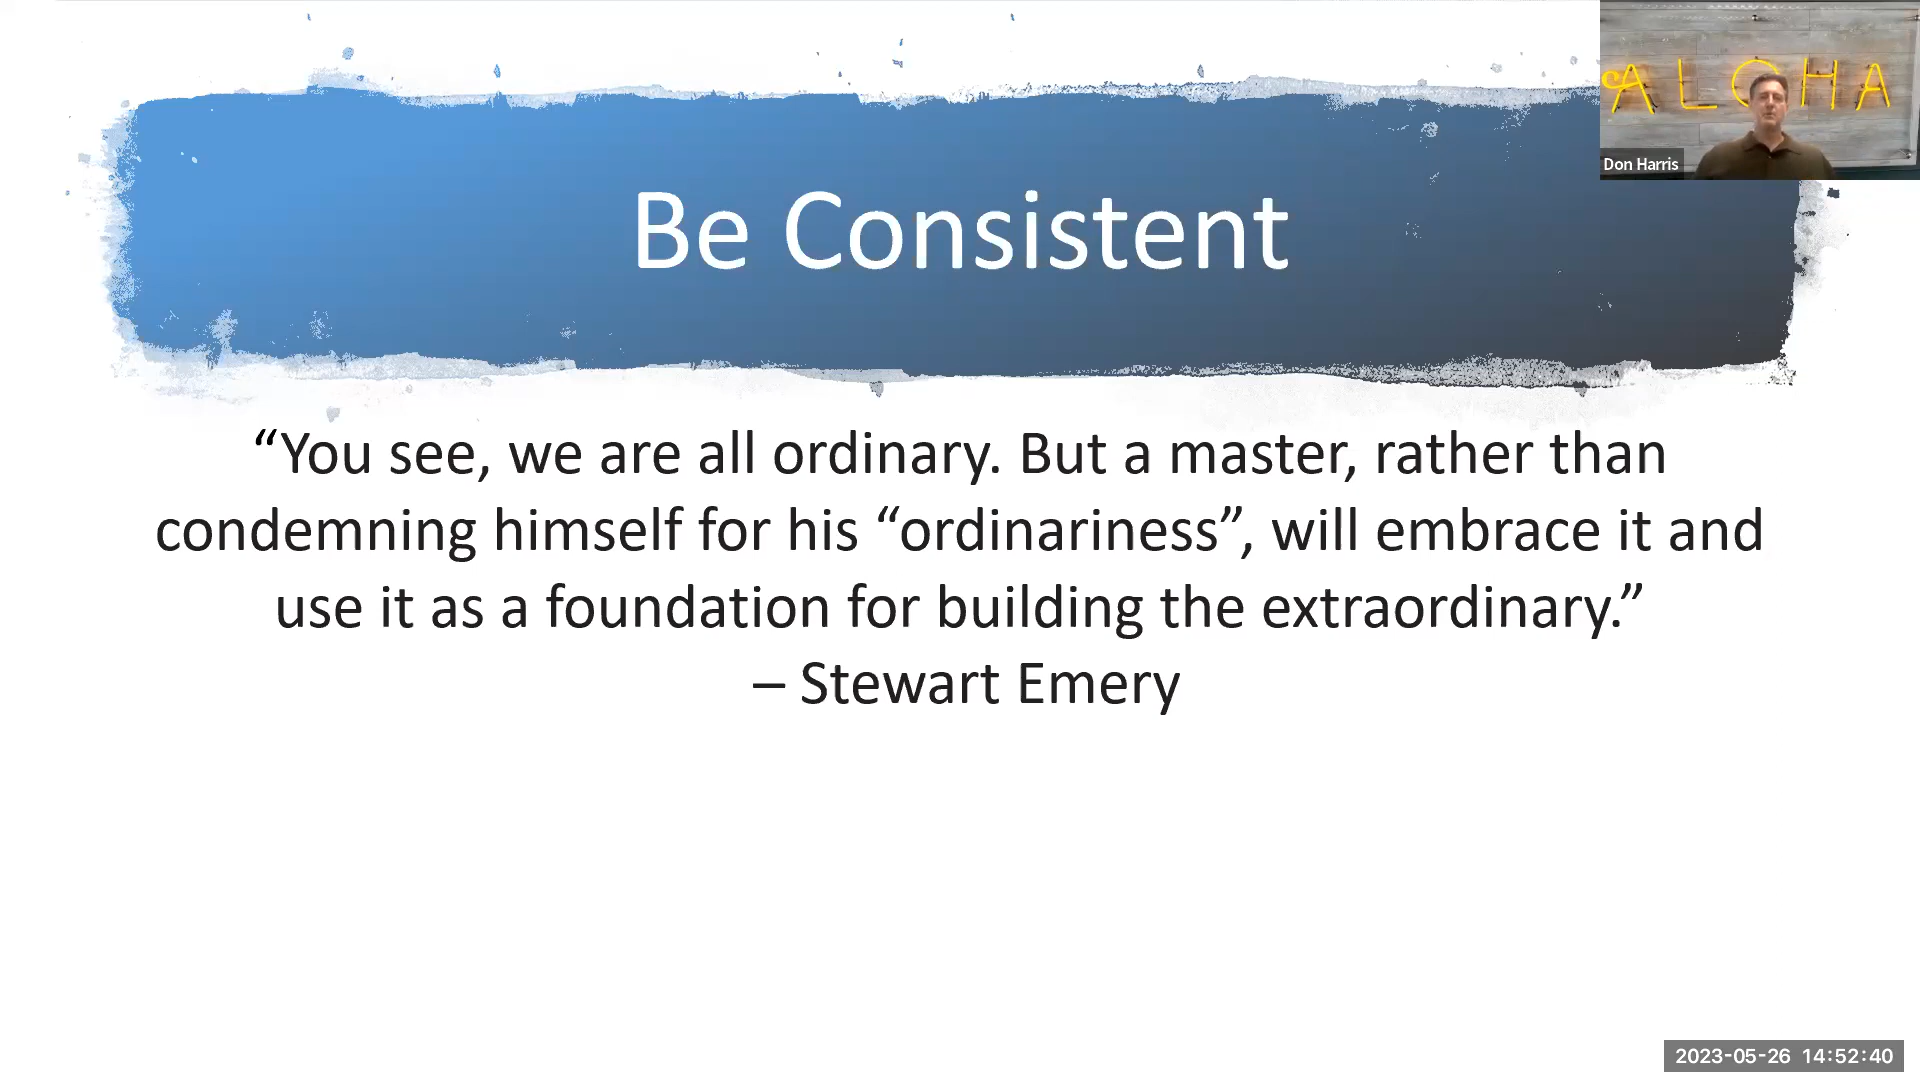 ALOHA
Don Harris
Be Consistent
“You see, we are all ordinary. But a master, rather than
condemning himself for his “ordinariness”, will embrace it and
use it as a foundation for building the extraordinary.”
– Stewart Emery
2023-05-26 14:52:40